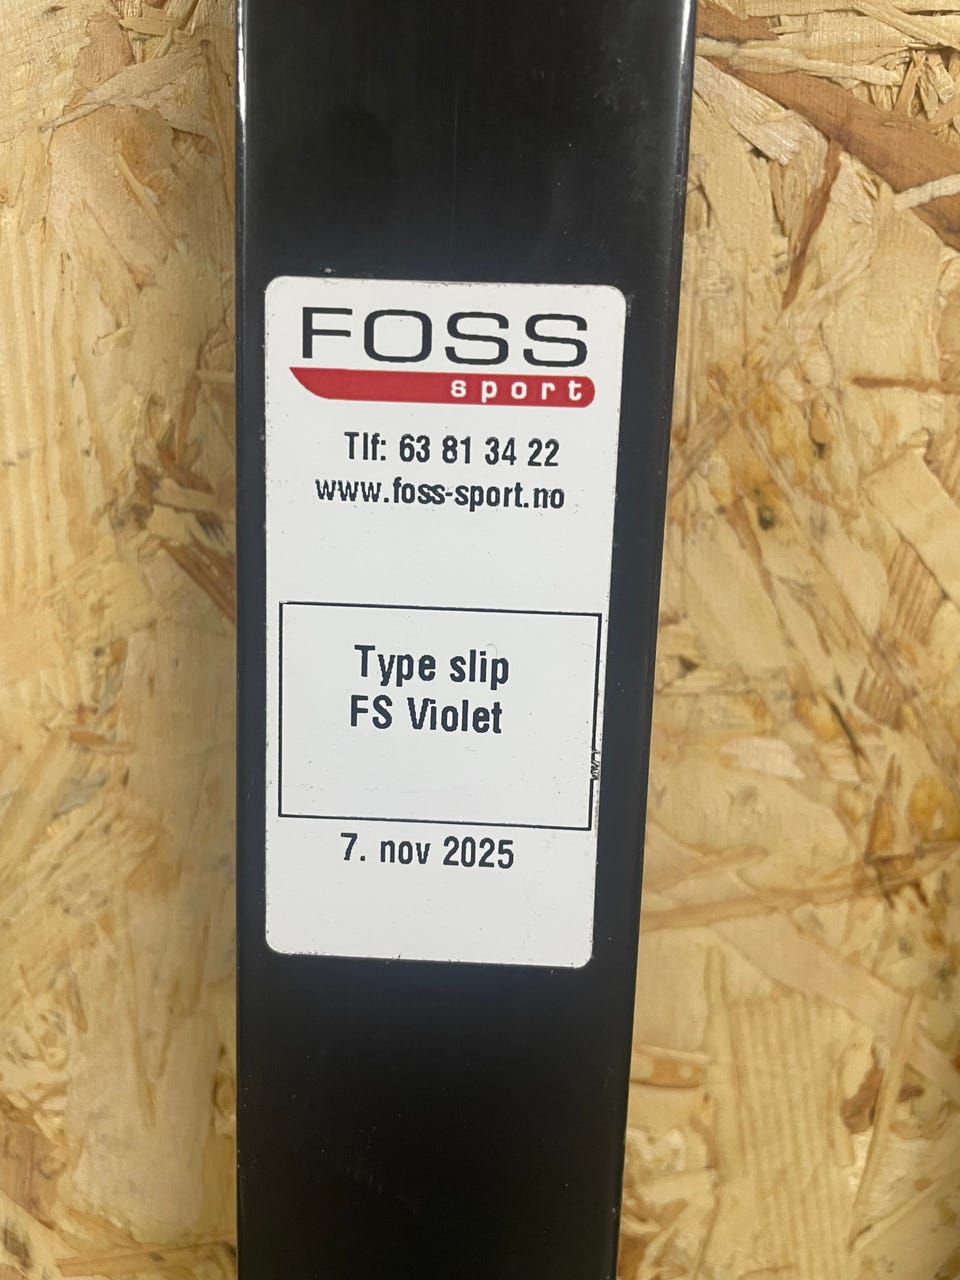 FOSS
sport
Tlf: 63 81 34 22
www.foss-sport.no
Type slip
FS Violet
7. nov 2025